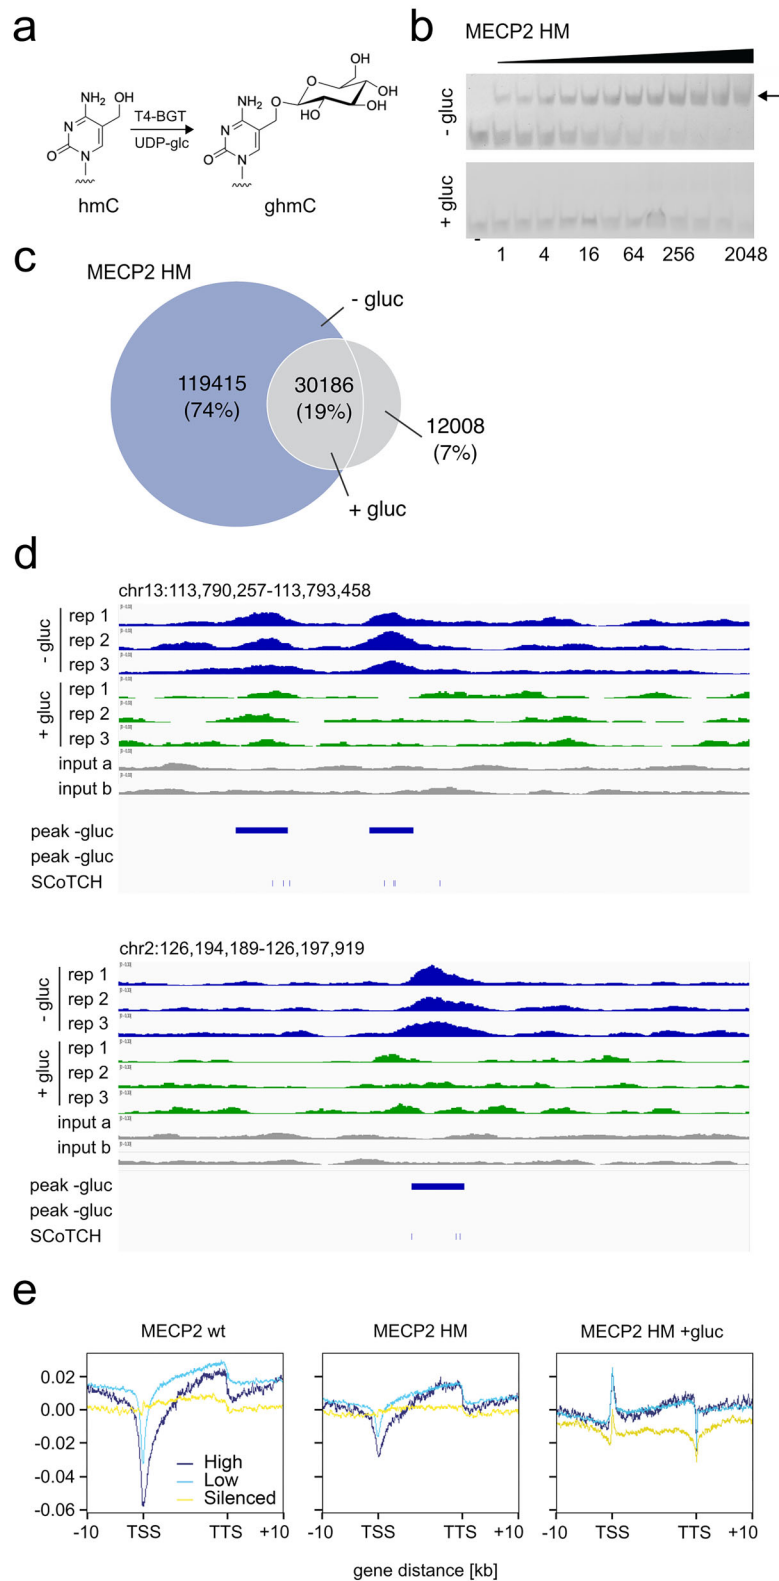 a
NH₂
OH
N
O
N
hmC
T4-BGT
UDP-glc
NH₂
O
O
OH
HO
HO
OH
N
O
N
ghmC
b
MECP2 HM
- gluc
+ gluc
-
1 4 16 64 256 2048
c
MECP2 HM
- gluc
119415
(74%)
30186
(19%)
12008
(7%)
+ gluc
d
chr13:113,790,257-113,793,458
- gluc
rep 1
rep 2
rep 3
+ gluc
rep 1
rep 2
rep 3
input a
input b
peak -gluc
peak -gluc
SCoTCH
chr2:126,194,189-126,197,919
- gluc
rep 1
rep 2
rep 3
+ gluc
rep 1
rep 2
rep 3
input a
input b
peak -gluc
peak -gluc
SCoTCH
e
MECP2 wt
MECP2 HM
MECP2 HM +gluc
0.02
0.00
-0.02
-0.04
-0.06
High
Low
Silenced
-10 TSS TTS +10
-10 TSS TTS +10
-10 TSS TTS +10
gene distance [kb]